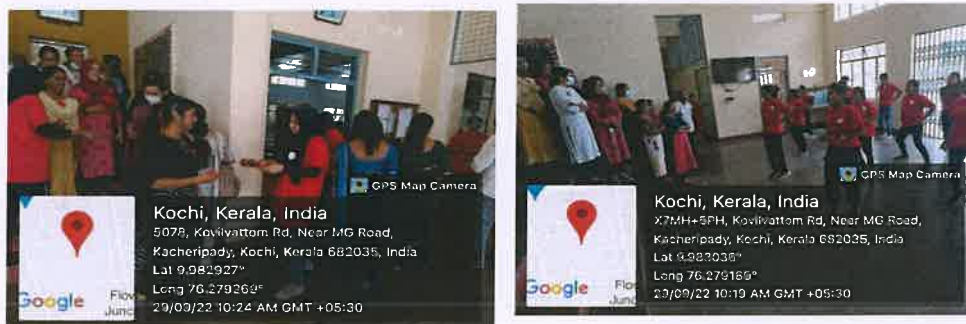 GPS Map Camera
Kochi, Kerala, India
5078, Kovilvattom Rd, Near MG Road,
Kacheripady, Kochi, Kerala 682035, India
Lat 9.982927°
Long 76.279269°
29/09/22 10:24 AM GMT +05:30
Google
GPS Map Camera
Kochi, Kerala, India
X7MH+5PH, Kovilvattom Rd, Near MG Road,
Kacheripady, Kochi, Kerala 682035, India
Lat 9.983036°
Long 76.279169°
29/09/22 10:19 AM GMT +05:30
Google